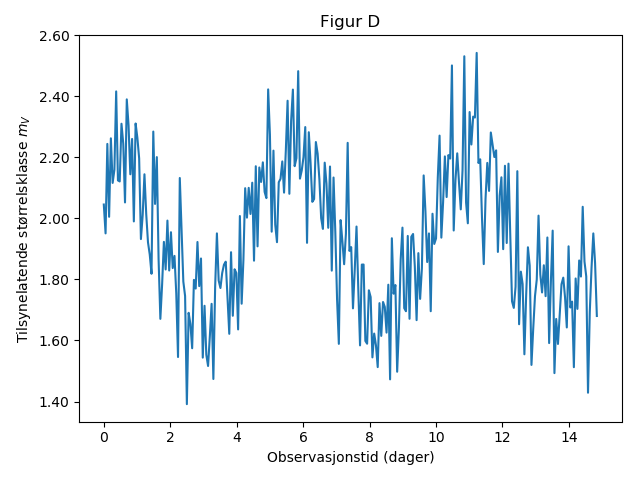 Figur D
2.60
2.40
2.20
2.00
1.80
1.60
1.40
Tilsynelatende størrelsklasse m_V
0 2 4 6 8 10 12 14
Observasjonstid (dager)